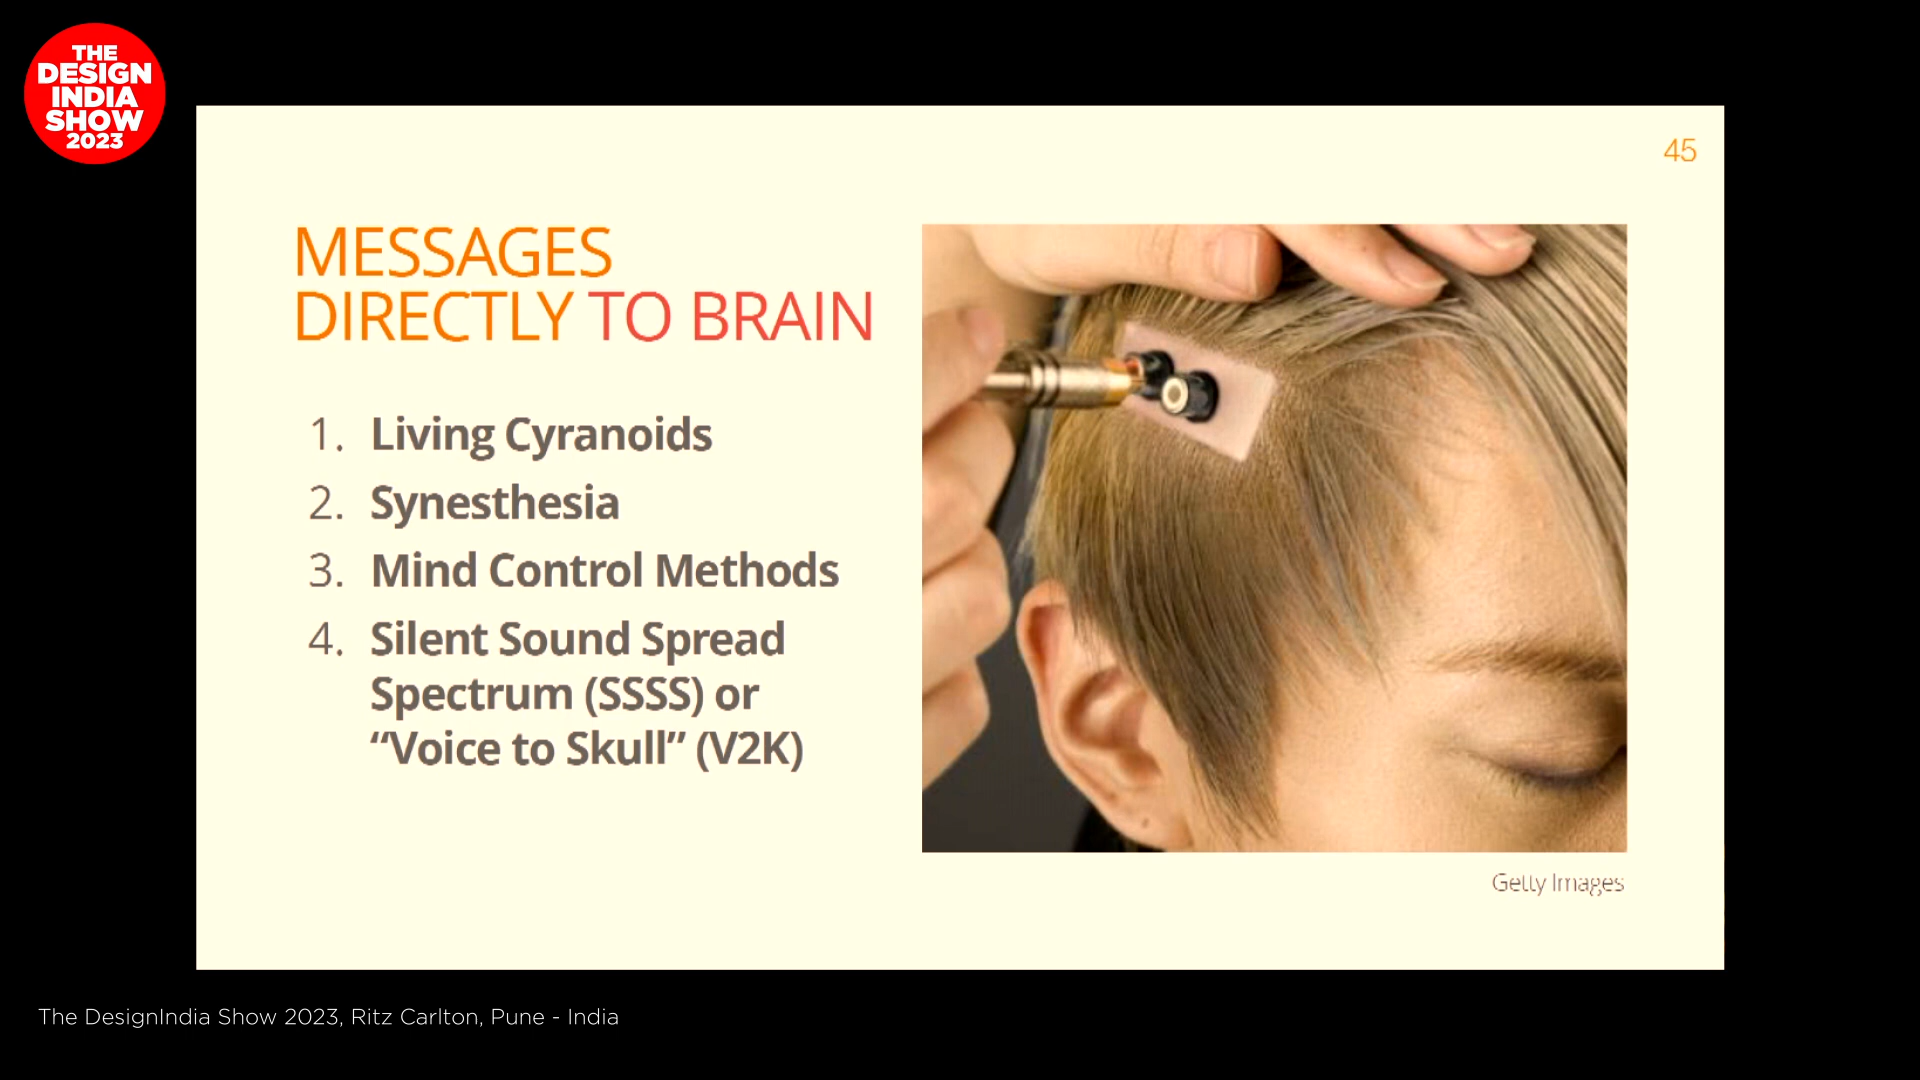 THE
DESIGN
INDIA
SHOW
2023
45
MESSAGES
DIRECTLY TO BRAIN
1. Living Cyranoids
2. Synesthesia
3. Mind Control Methods
4. Silent Sound Spread
Spectrum (SSSS) or
“Voice to Skull” (V2K)
Getty Images
The DesignIndia Show 2023, Ritz Carlton, Pune - India